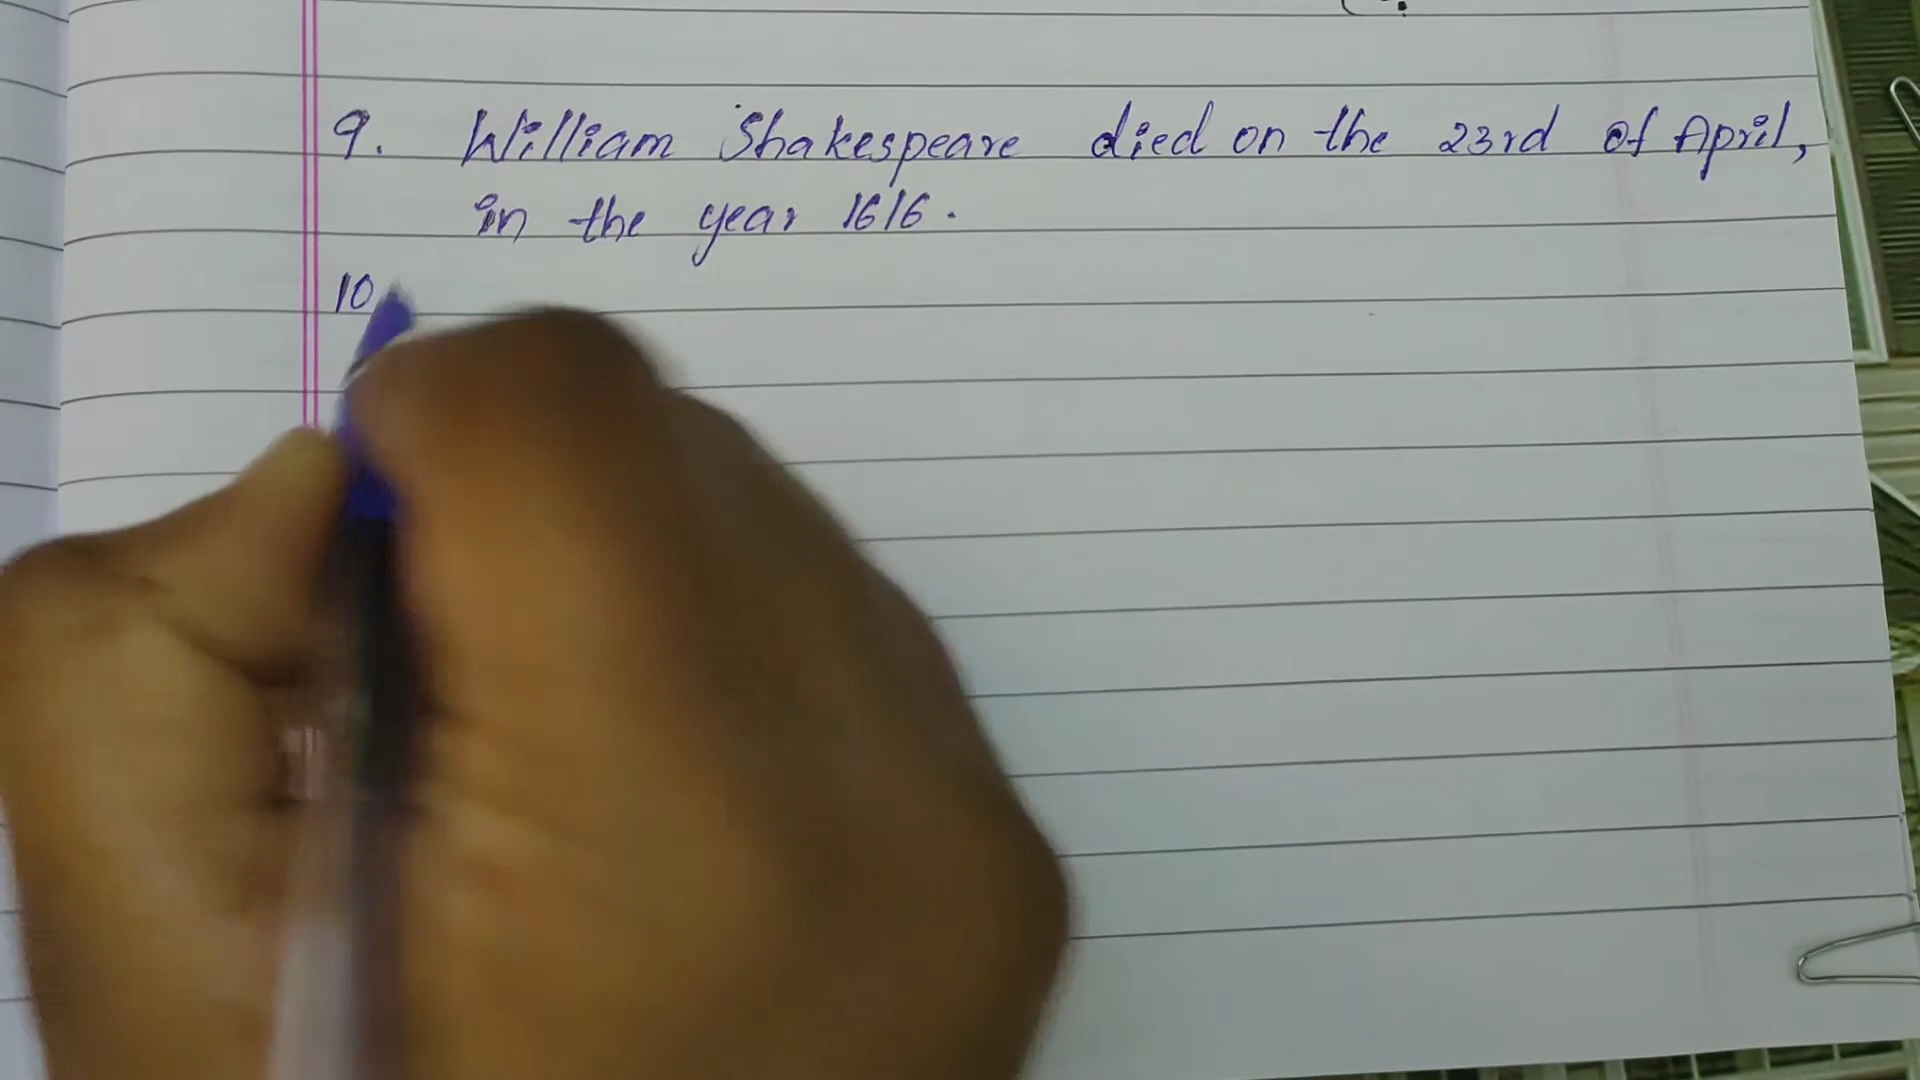 9. William Shakespeare died on the 23rd of April,
in the year 1616.
10